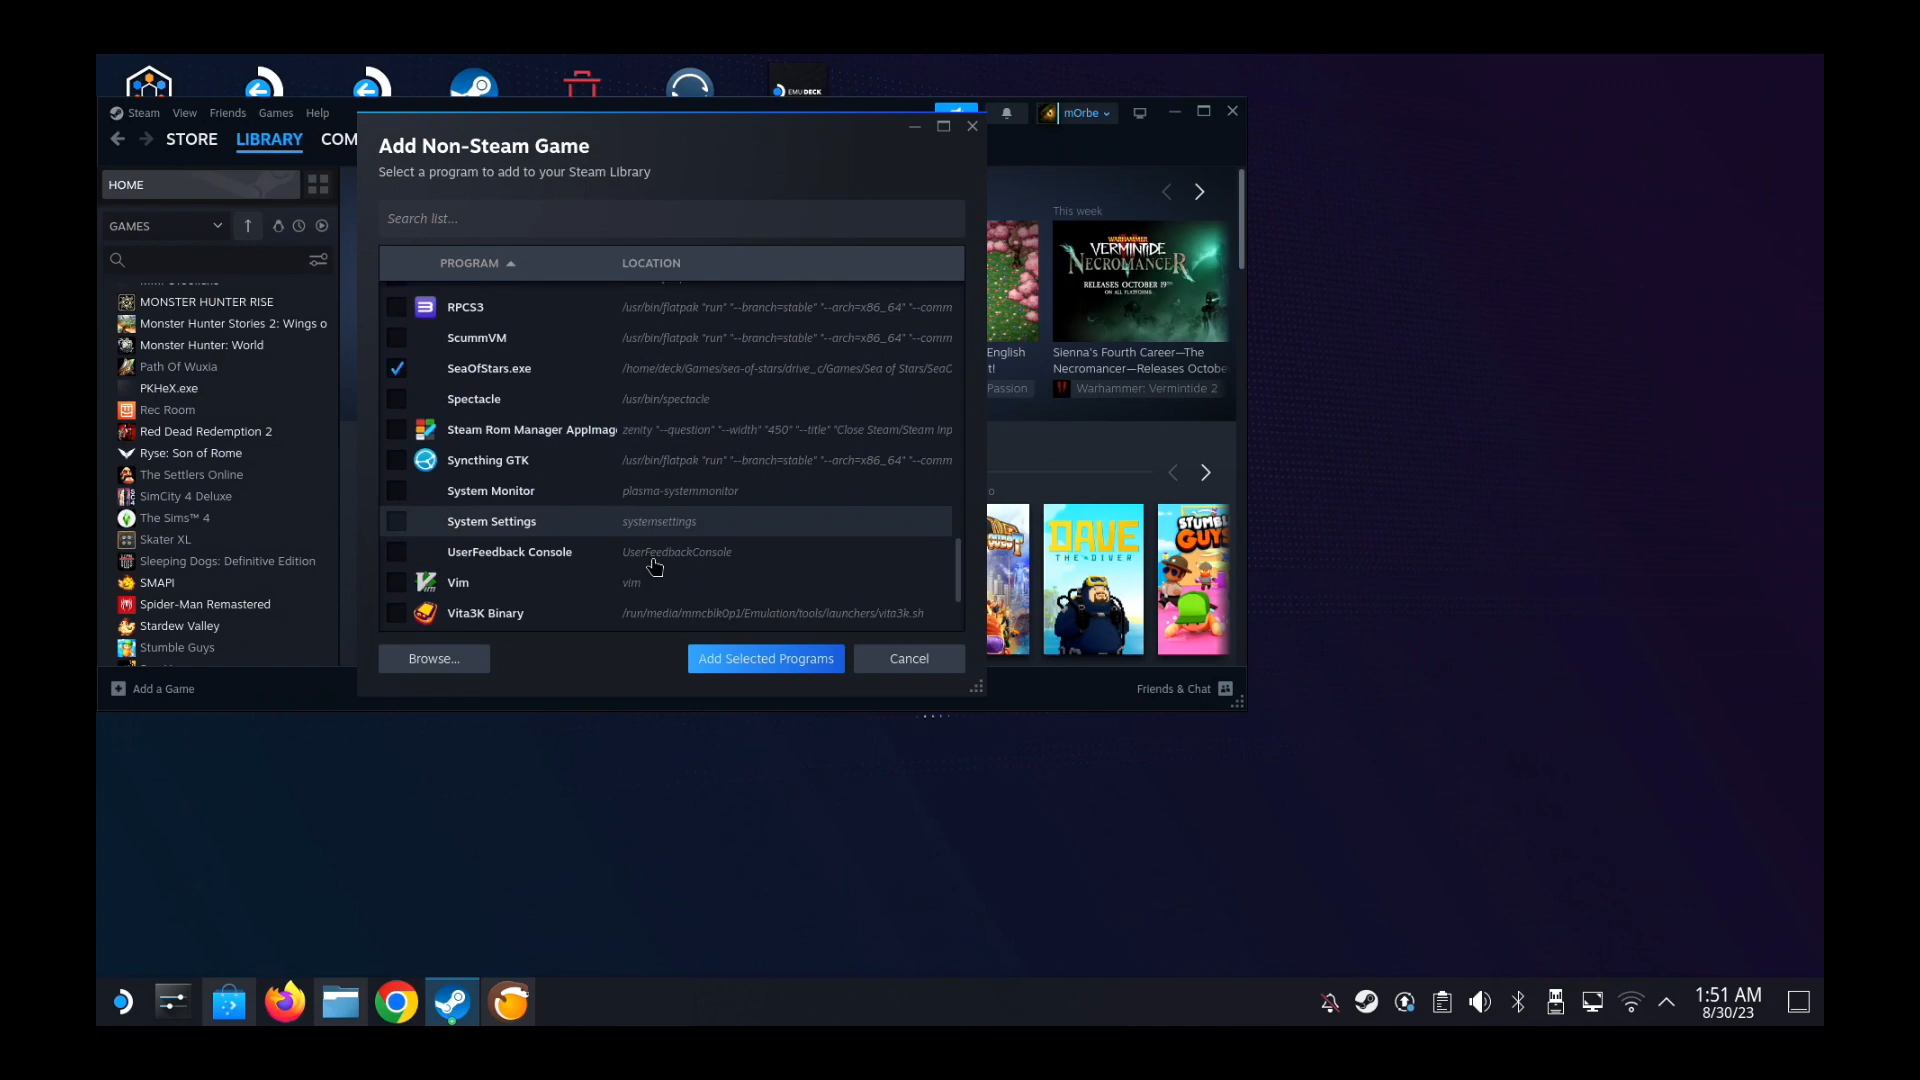 EMU DECK
Steam View Friends Games Help
mOrbe
STORE LIBRARY COM
Add Non-Steam Game
Select a program to add to your Steam Library
HOME
Search list...
GAMES
PROGRAM LOCATION
MONSTER HUNTER RISE
Monster Hunter Stories 2: Wings o
Monster Hunter: World
Path Of Wuxia
PKHeX.exe
Rec Room
Red Dead Redemption 2
Ryse: Son of Rome
The Settlers Online
SimCity 4 Deluxe
The Sims™ 4
Skater XL
Sleeping Dogs: Definitive Edition
SMAPI
Spider-Man Remastered
Stardew Valley
Stumble Guys
RPCS3 /usr/bin/flatpak "run" "--branch=stable" "--arch=x86_64" "--comm
ScummVM /usr/bin/flatpak "run" "--branch=stable" "--arch=x86_64" "--comm
SeaOfStars.exe /home/deck/Games/sea-of-stars/drive_c/Games/Sea of Stars/SeaO
Spectacle /usr/bin/spectacle
Steam Rom Manager AppImage zenity "--question" "--width" "450" "--title" "Close Steam/Steam Inp
Syncthing GTK /usr/bin/flatpak "run" "--branch=stable" "--arch=x86_64" "--comm
System Monitor plasma-systemmonitor
System Settings systemsettings
UserFeedback Console UserFeedbackConsole
Vim vim
Vita3K Binary /run/media/mmcblk0p1/Emulation/tools/launchers/vita3k.sh
Browse... Add Selected Programs Cancel
This week
WARHAMMER
VERMINTIDE
NECROMANCER
RELEASES OCTOBER 19TH
ON ALL PLATFORMS
English
t!
Passion
Sienna's Fourth Career—The
Necromancer—Releases Octobe
Warhammer: Vermintide 2
DAVE
THE DIVER
STUMBL
GUYS
Add a Game
Friends & Chat
1:51 AM
8/30/23